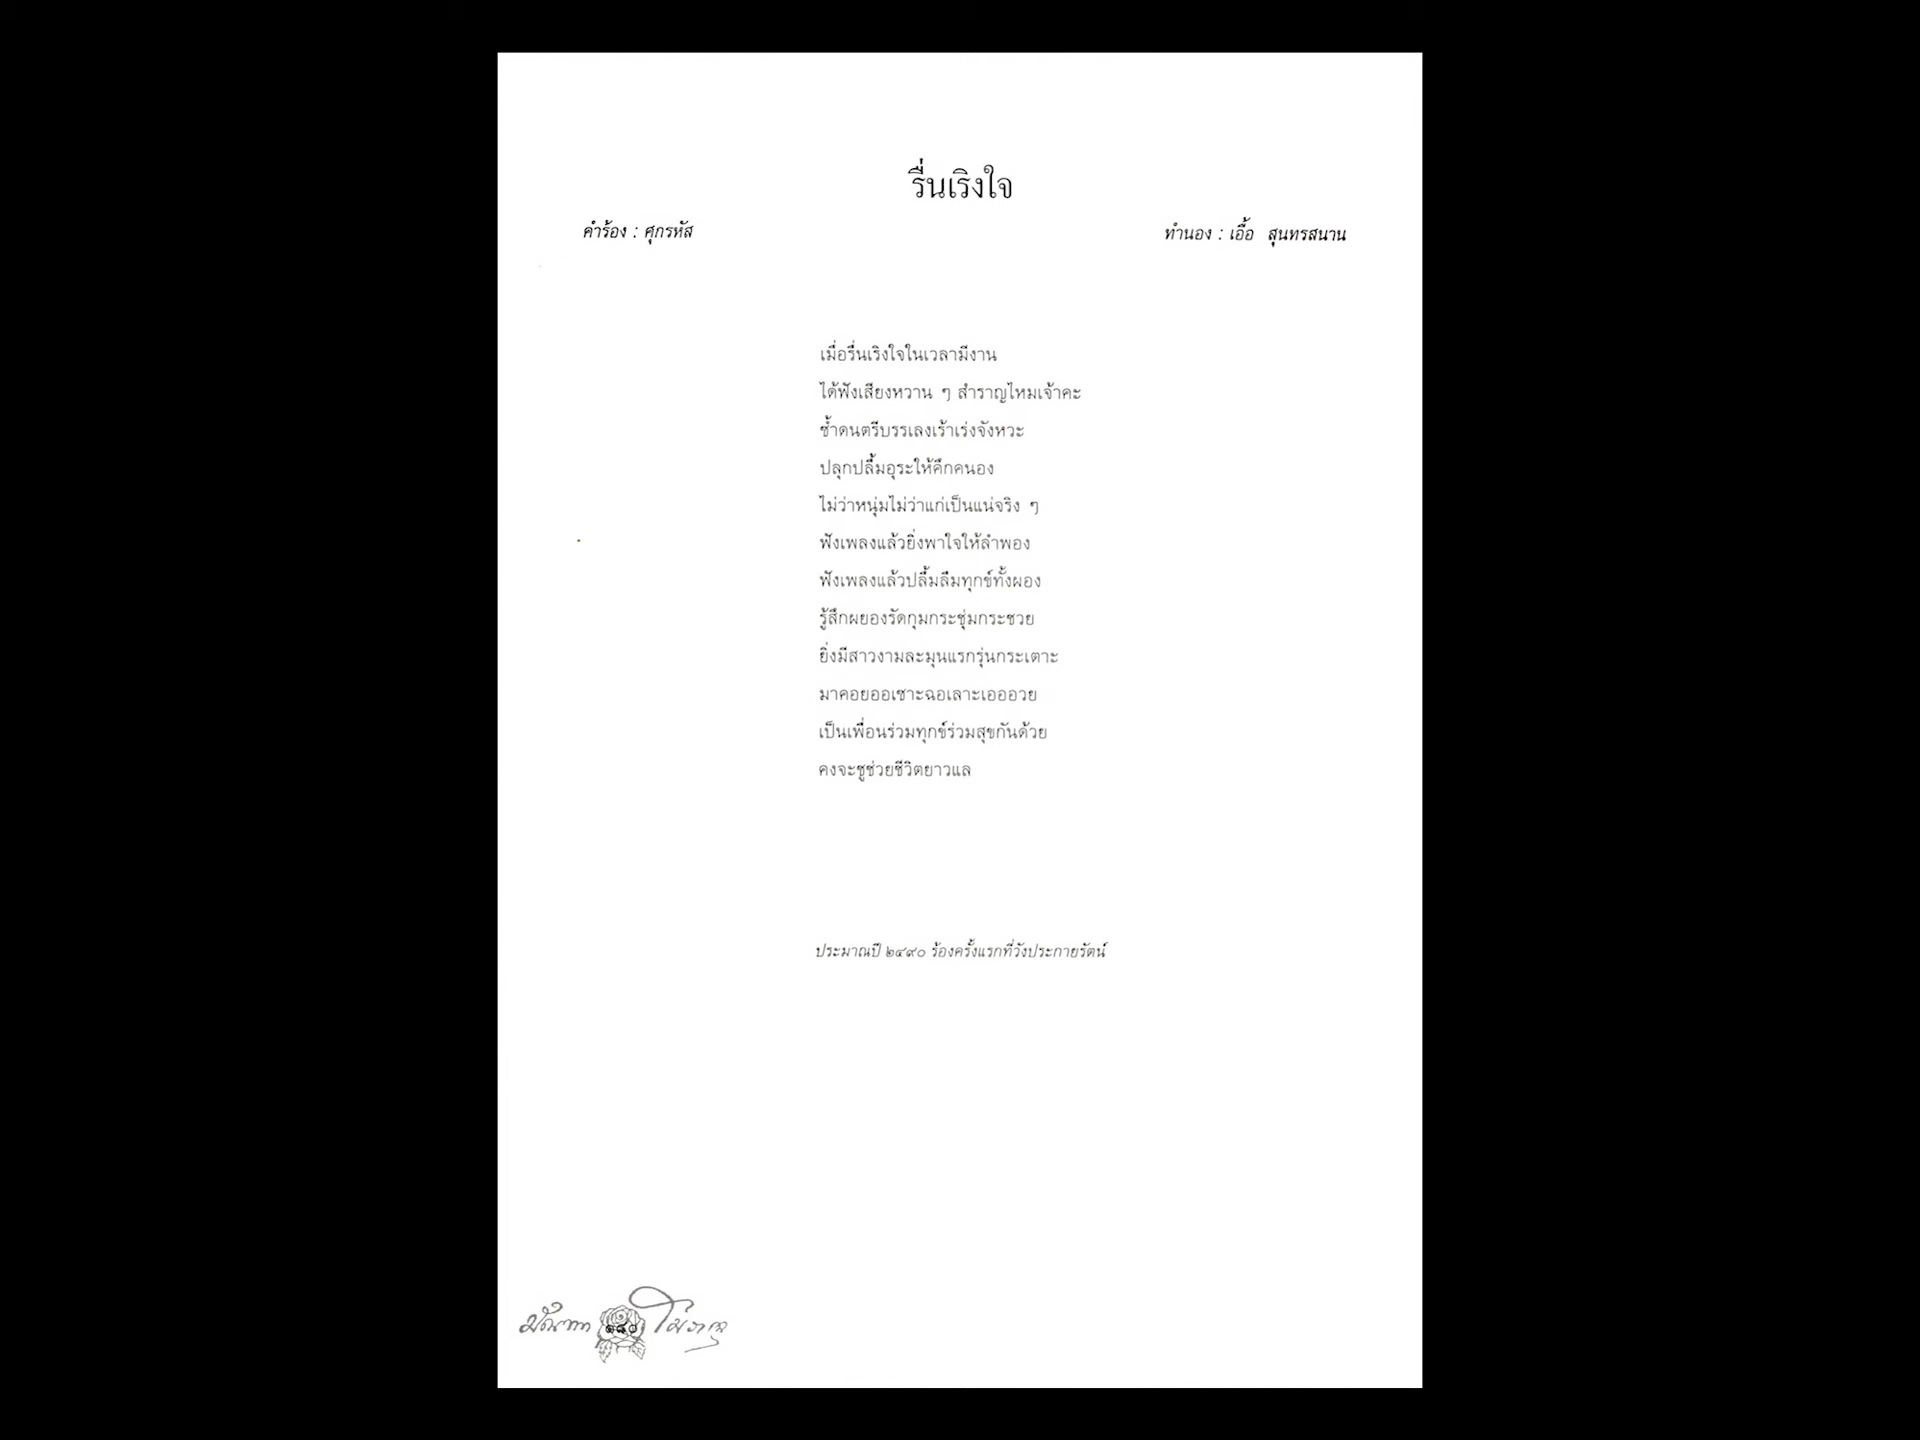 รื่นเริงใจ
คำร้อง : ศุกรหัส
ทำนอง : เอื้อ สุนทรสนาน
เมื่อรื่นเริงใจในเวลามีงาน
ได้ฟังเสียงหวาน ๆ สำราญไหมเจ้าคะ
ซ้ำดนตรีบรรเลงเร้าเร่งจังหวะ
ปลุกปลื้มอุระให้คึกคนอง
ไม่ว่าหนุ่มไม่ว่าแก่เป็นแน่จริง ๆ
ฟังเพลงแล้วยิ่งพาใจให้ลำพอง
ฟังเพลงแล้วปลื้มลืมทุกข์ทั้งผอง
รู้สึกผยองรัดกุมกระชุ่มกระชวย
ยิ่งมีสาวงามละมุนแรกรุ่นกระเตาะ
มาคอยออเซาะฉอเลาะเอออวย
เป็นเพื่อนร่วมทุกข์ร่วมสุขกันด้วย
คงจะชูช่วยชีวิตยาวแล
ประมาณปี ๒๔๙๐ ร้องครั้งแรกที่วังประกายรัตน์
มัณฑนา ๑๘๐ โมรากุล